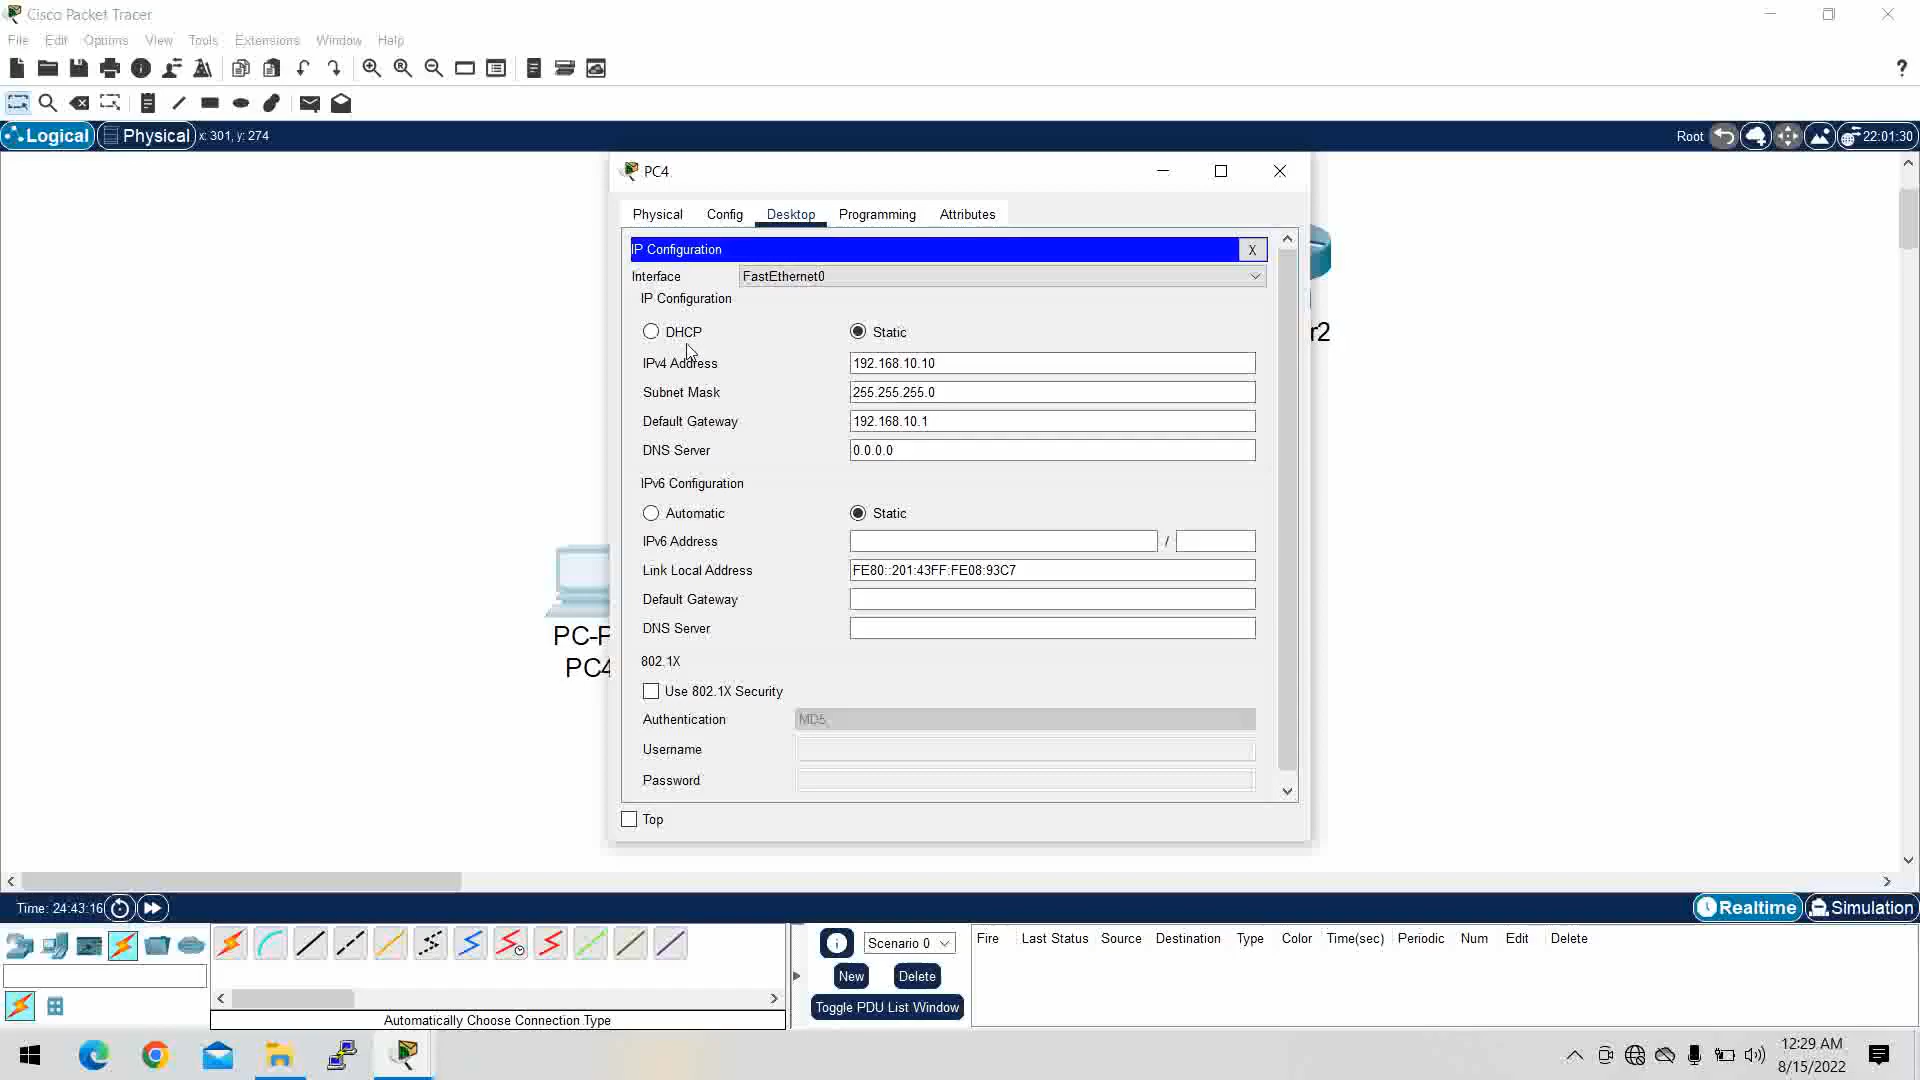 Cisco Packet Tracer
File Edit Options View Tools Extensions Window Help
?
Logical Physical x: 301, y: 274 Root 22:01:30
PC4
Physical Config Desktop Programming Attributes
IP Configuration X
Interface FastEthernet0
IP Configuration
DHCP Static
IPv4 Address 192.168.10.10
Subnet Mask 255.255.255.0
Default Gateway 192.168.10.1
DNS Server 0.0.0.0
IPv6 Configuration
Automatic Static
IPv6 Address /
Link Local Address FE80::201:43FF:FE08:93C7
Default Gateway
DNS Server
802.1X
Use 802.1X Security
Authentication MD5
Username
Password
Top
r2
PC-P
PC4
Time: 24:43:16 Realtime Simulation
Scenario 0
New Delete
Toggle PDU List Window
Fire Last Status Source Destination Type Color Time(sec) Periodic Num Edit Delete
Automatically Choose Connection Type
12:29 AM
8/15/2022